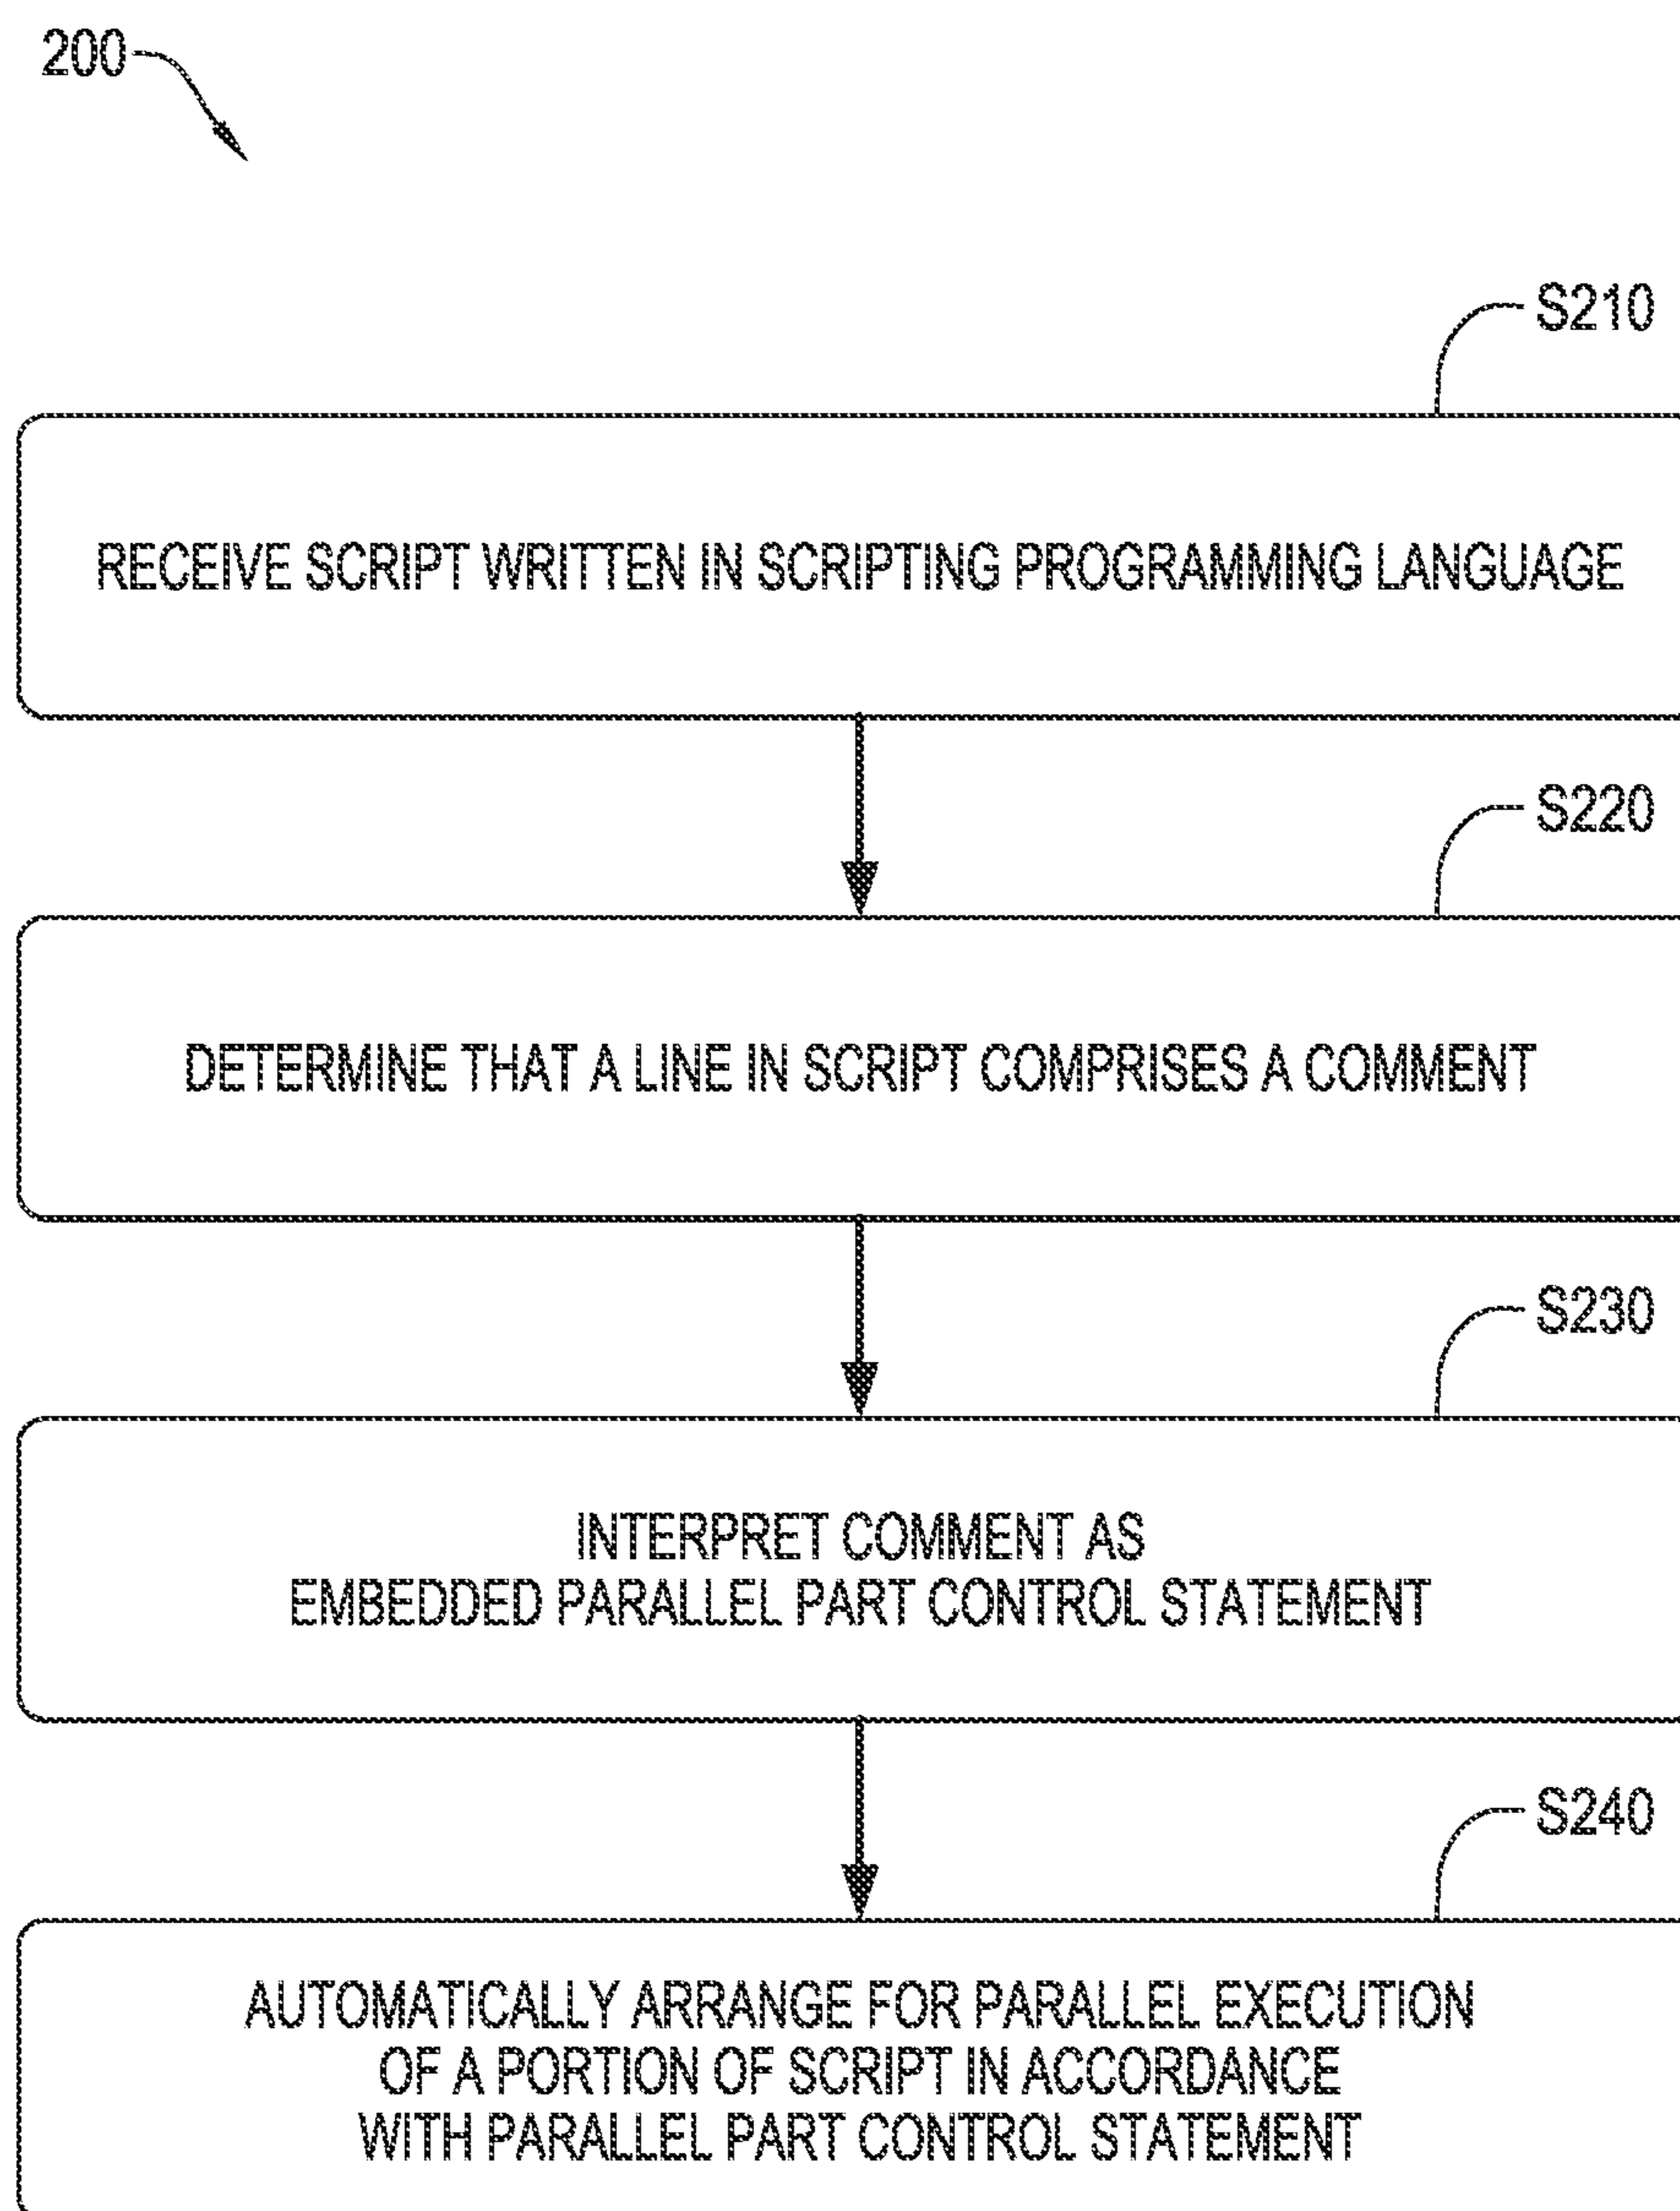 200
S210
RECEIVE SCRIPT WRITTEN IN SCRIPTING PROGRAMMING LANGUAGE
S220
DETERMINE THAT A LINE IN SCRIPT COMPRISES A COMMENT
S230
INTERPRET COMMENT AS
EMBEDDED PARALLEL PART CONTROL STATEMENT
S240
AUTOMATICALLY ARRANGE FOR PARALLEL EXECUTION
OF A PORTION OF SCRIPT IN ACCORDANCE
WITH PARALLEL PART CONTROL STATEMENT